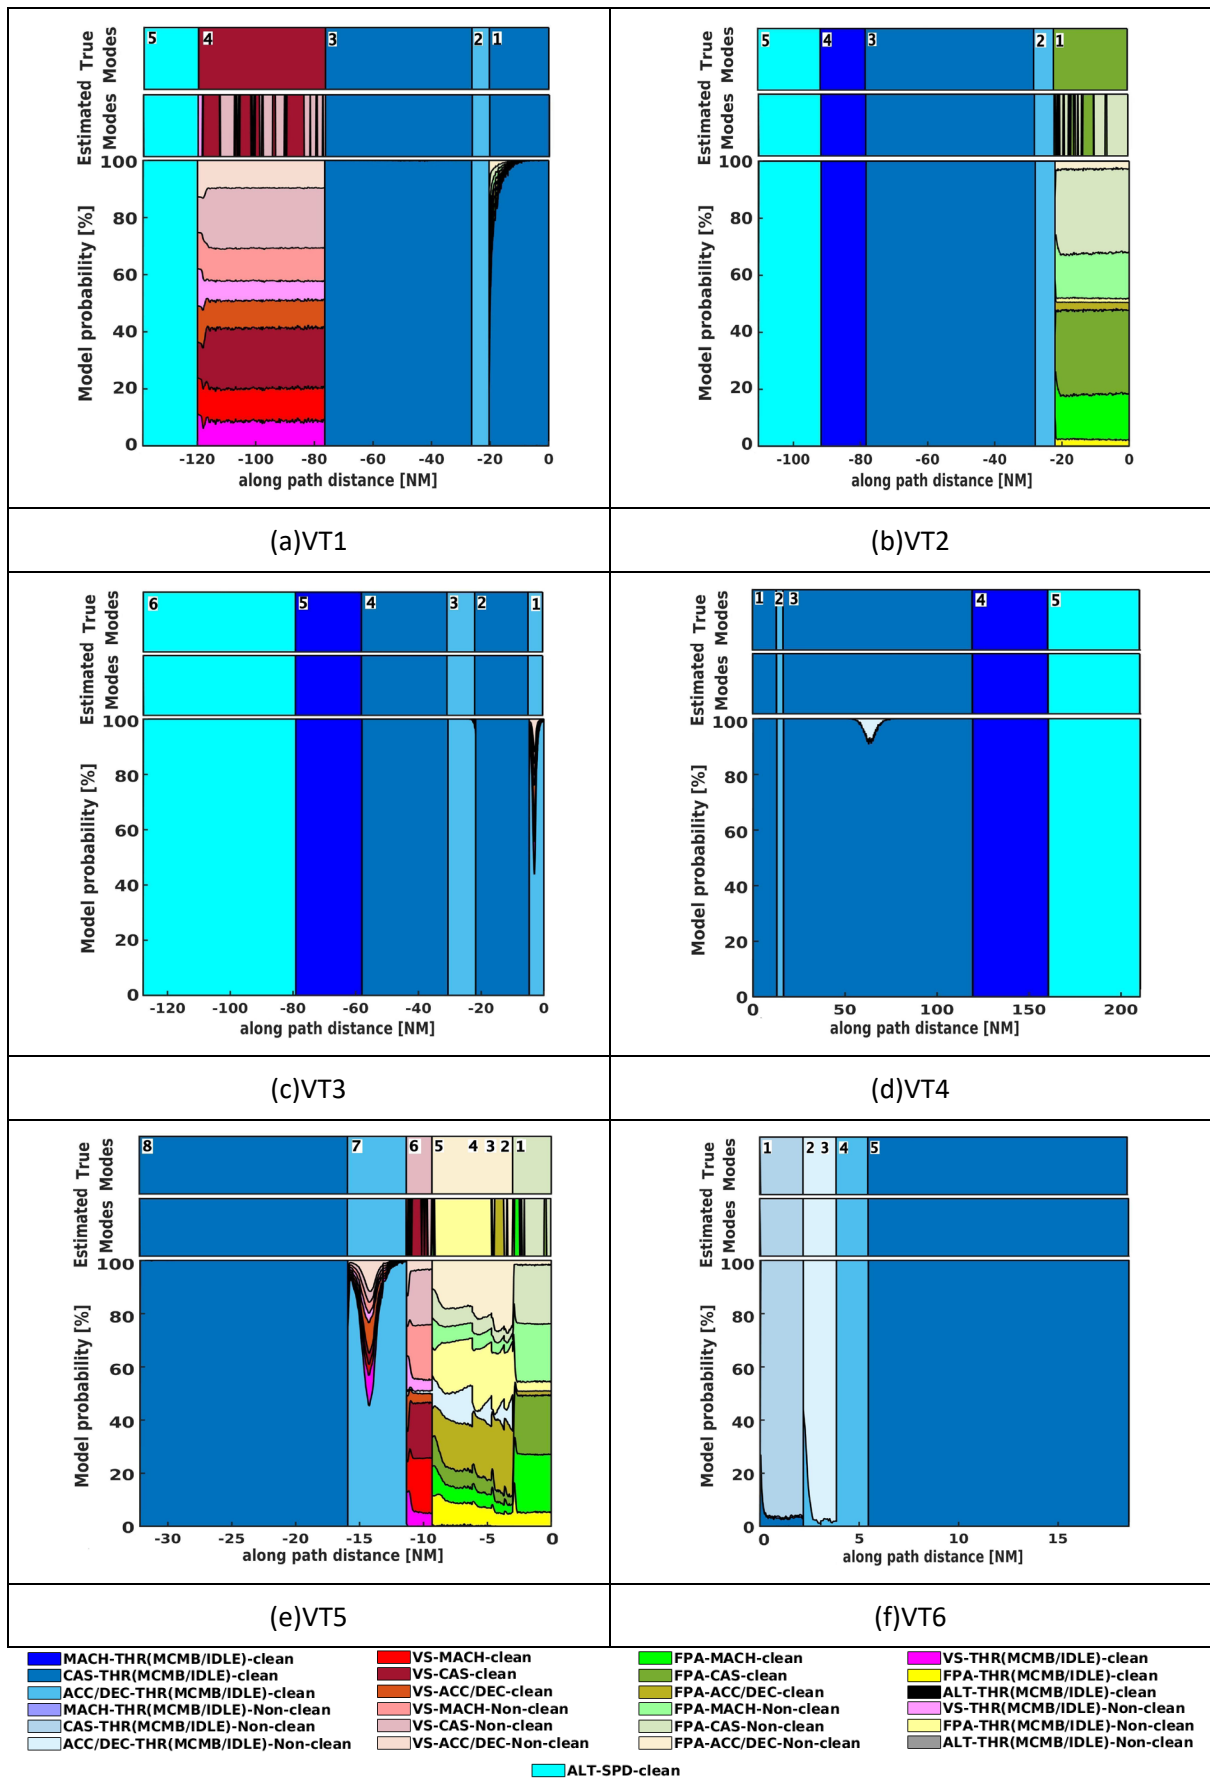 True Modes
Estimated Modes
Model probability [%]
5 4 3 2 1
100
80
60
40
20
0
-120 -100 -80 -60 -40 -20 0
along path distance [NM]
(a)VT1
True Modes
Estimated Modes
Model probability [%]
5 4 3 2 1
100
80
60
40
20
0
-100 -80 -60 -40 -20 0
along path distance [NM]
(b)VT2
True Modes
Estimated Modes
Model probability [%]
6 5 4 3 2 1
100
80
60
40
20
0
-120 -100 -80 -60 -40 -20 0
along path distance [NM]
(c)VT3
True Modes
Estimated Modes
Model probability [%]
1 2 3 4 5
100
80
60
40
20
0
0 50 100 150 200
along path distance [NM]
(d)VT4
True Modes
Estimated Modes
Model probability [%]
8 7 6 5 4 3 2 1
100
80
60
40
20
0
-30 -25 -20 -15 -10 -5 0
along path distance [NM]
(e)VT5
True Modes
Estimated Modes
Model probability [%]
1 2 3 4 5
100
80
60
40
20
0
0 5 10 15
along path distance [NM]
(f)VT6
MACH-THR(MCMB/IDLE)-clean
CAS-THR(MCMB/IDLE)-clean
ACC/DEC-THR(MCMB/IDLE)-clean
MACH-THR(MCMB/IDLE)-Non-clean
CAS-THR(MCMB/IDLE)-Non-clean
ACC/DEC-THR(MCMB/IDLE)-Non-clean
VS-MACH-clean
VS-CAS-clean
VS-ACC/DEC-clean
VS-MACH-Non-clean
VS-CAS-Non-clean
VS-ACC/DEC-Non-clean
FPA-MACH-clean
FPA-CAS-clean
FPA-ACC/DEC-clean
FPA-MACH-Non-clean
FPA-CAS-Non-clean
FPA-ACC/DEC-Non-clean
VS-THR(MCMB/IDLE)-clean
FPA-THR(MCMB/IDLE)-clean
ALT-THR(MCMB/IDLE)-clean
VS-THR(MCMB/IDLE)-Non-clean
FPA-THR(MCMB/IDLE)-Non-clean
ALT-THR(MCMB/IDLE)-Non-clean
ALT-SPD-clean